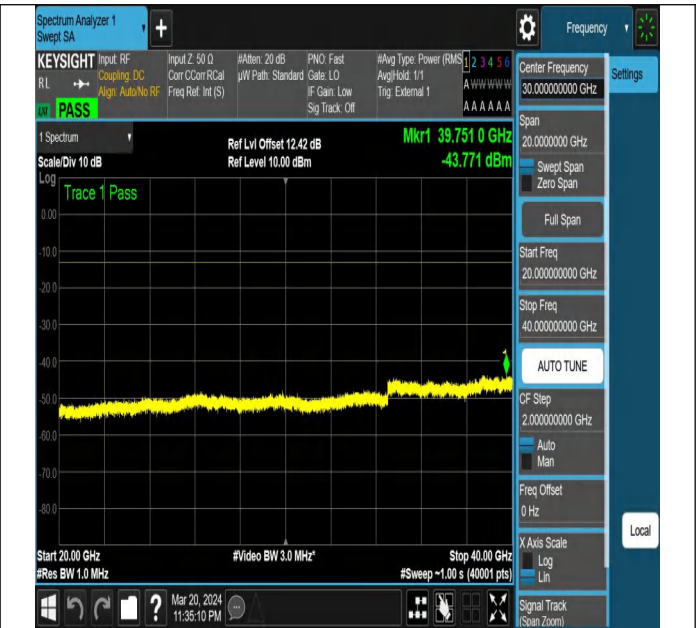 Spectrum Analyzer 1
Swept SA
+
Frequency
KEYSIGHT
RL
PASS
Input: RF
Coupling: DC
Align: Auto/No RF
Input Z: 50 Ω
Corr CCorr RCal
Freq Ref: Int (S)
#Atten: 20 dB
µW Path: Standard
PNO: Fast
Gate: LO
IF Gain: Low
Sig Track: Off
#Avg Type: Power (RMS)
Avg|Hold: 1/1
Trig: External 1
1 2 3 4 5 6
A W W W W W
A A A A A A
1 Spectrum
Scale/Div 10 dB
Ref Lvl Offset 12.42 dB
Ref Level 10.00 dBm
Mkr1 39.751 0 GHz
-43.771 dBm
Log
Trace 1 Pass
0.00
-10.0
-20.0
-30.0
-40.0
-50.0
-60.0
-70.0
-80.0
Start 20.00 GHz
#Res BW 1.0 MHz
#Video BW 3.0 MHz*
Stop 40.00 GHz
#Sweep ~1.00 s (40001 pts)
Mar 20, 2024
11:35:10 PM
Center Frequency
30.000000000 GHz
Settings
Span
20.0000000 GHz
Swept Span
Zero Span
Full Span
Start Freq
20.000000000 GHz
Stop Freq
40.000000000 GHz
AUTO TUNE
CF Step
2.000000000 GHz
Auto
Man
Freq Offset
0 Hz
X Axis Scale
Log
Lin
Local
Signal Track
(Span Zoom)